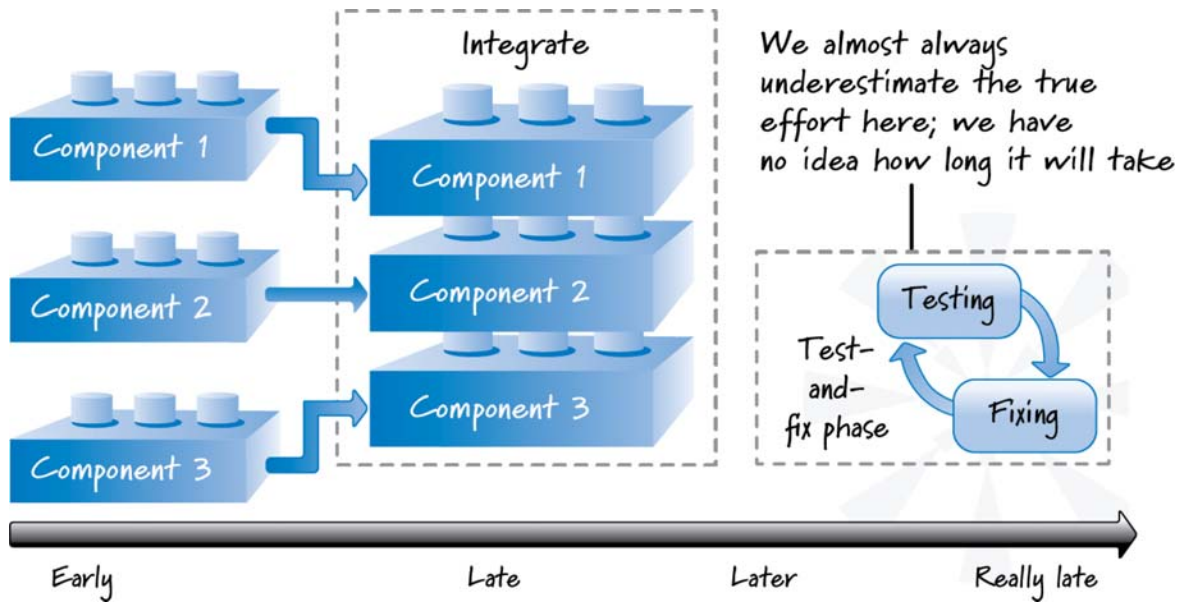 Integrate
We almost always
underestimate the true
effort here; we have
no idea how long it will take
Component 1
Component 2
Component 3
Component 1
Component 2
Component 3
Testing
Test-
and-
fix phase
Fixing
Early
Late
Later
Really late